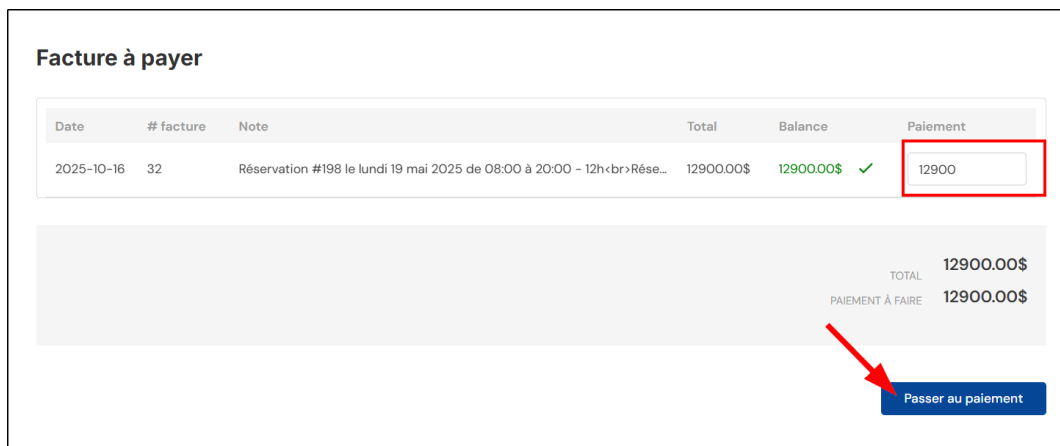 Facture à payer
Date # facture Note Total Balance Paiement
2025-10-16 32 Réservation #198 le lundi 19 mai 2025 de 08:00 à 20:00 - 12h<br>Rése... 12900.00$ 12900.00$ 12900
TOTAL 12900.00$
PAIEMENT À FAIRE 12900.00$
Passer au paiement